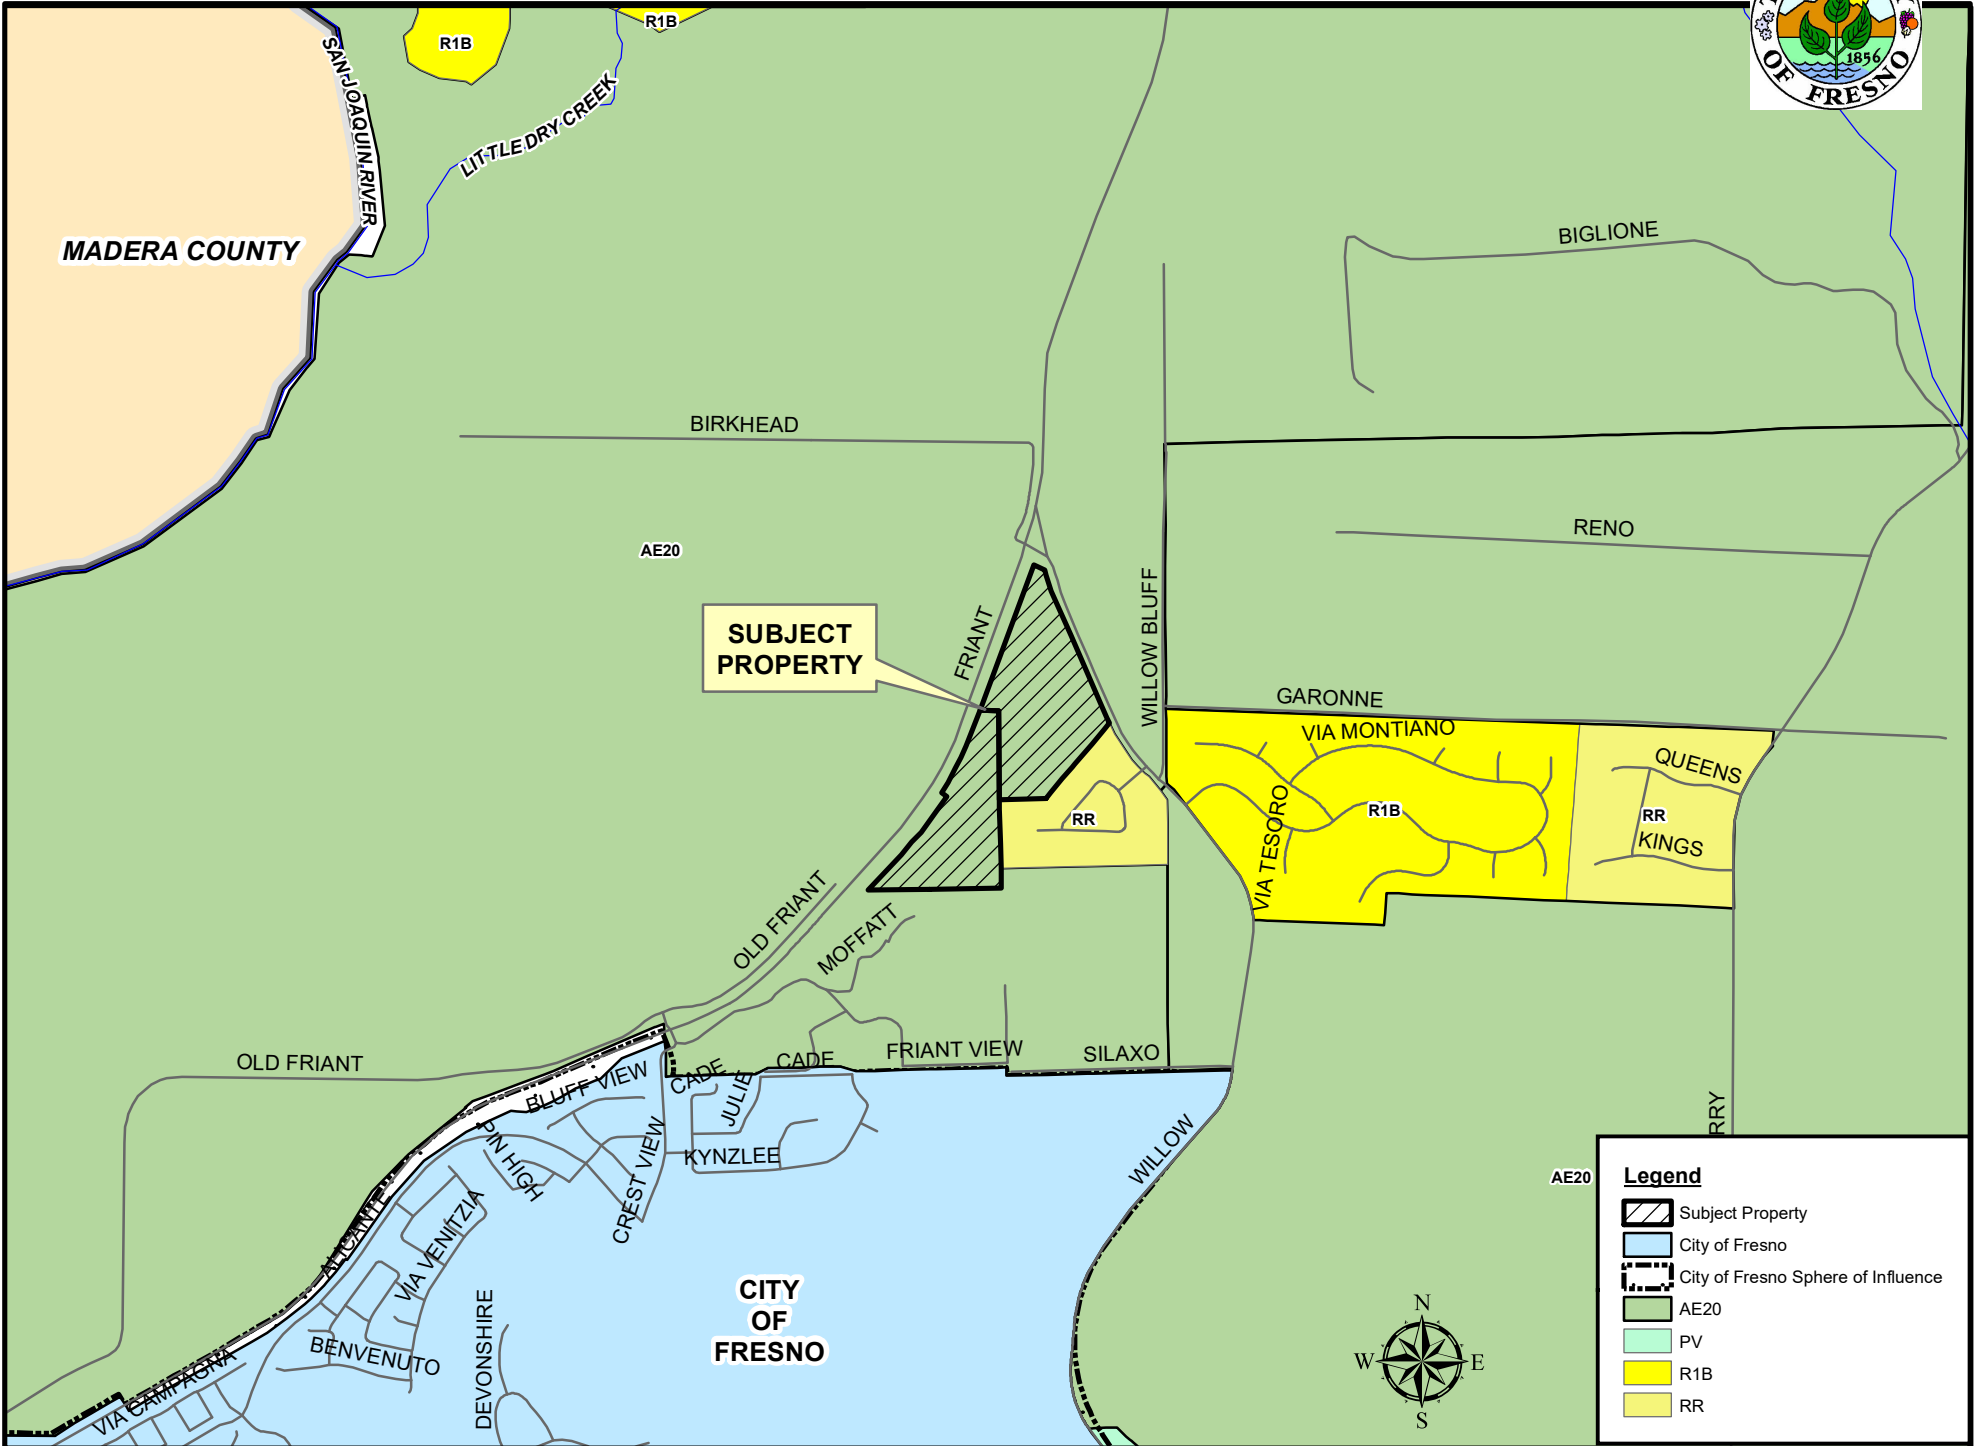 R1B
R1B
1856
OF FRESNO
SAN JOAQUIN RIVER
LITTLE DRY CREEK
MADERA COUNTY
BIGLIONE
BIRKHEAD
RENO
AE20
SUBJECT
PROPERTY
FRIANT
WILLOW BLUFF
GARONNE
VIA MONTIANO
QUEENS
VIA TESORO
R1B
RR
RR
KINGS
OLD FRIANT
MOFFATT
OLD FRIANT
BLUFF VIEW
CADE
CADE
FRIANT VIEW
SILAXO
JULIE
PIN HIGH
CREST VIEW
KYNZLEE
WILLOW
RRY
AE20
ALICANTE
VIA VENITZIA
CITY
OF
FRESNO
BENVENUTO
DEVONSHIRE
VIA CAMPAGNA
N
W
E
S
Legend
Subject Property
City of Fresno
City of Fresno Sphere of Influence
AE20
PV
R1B
RR